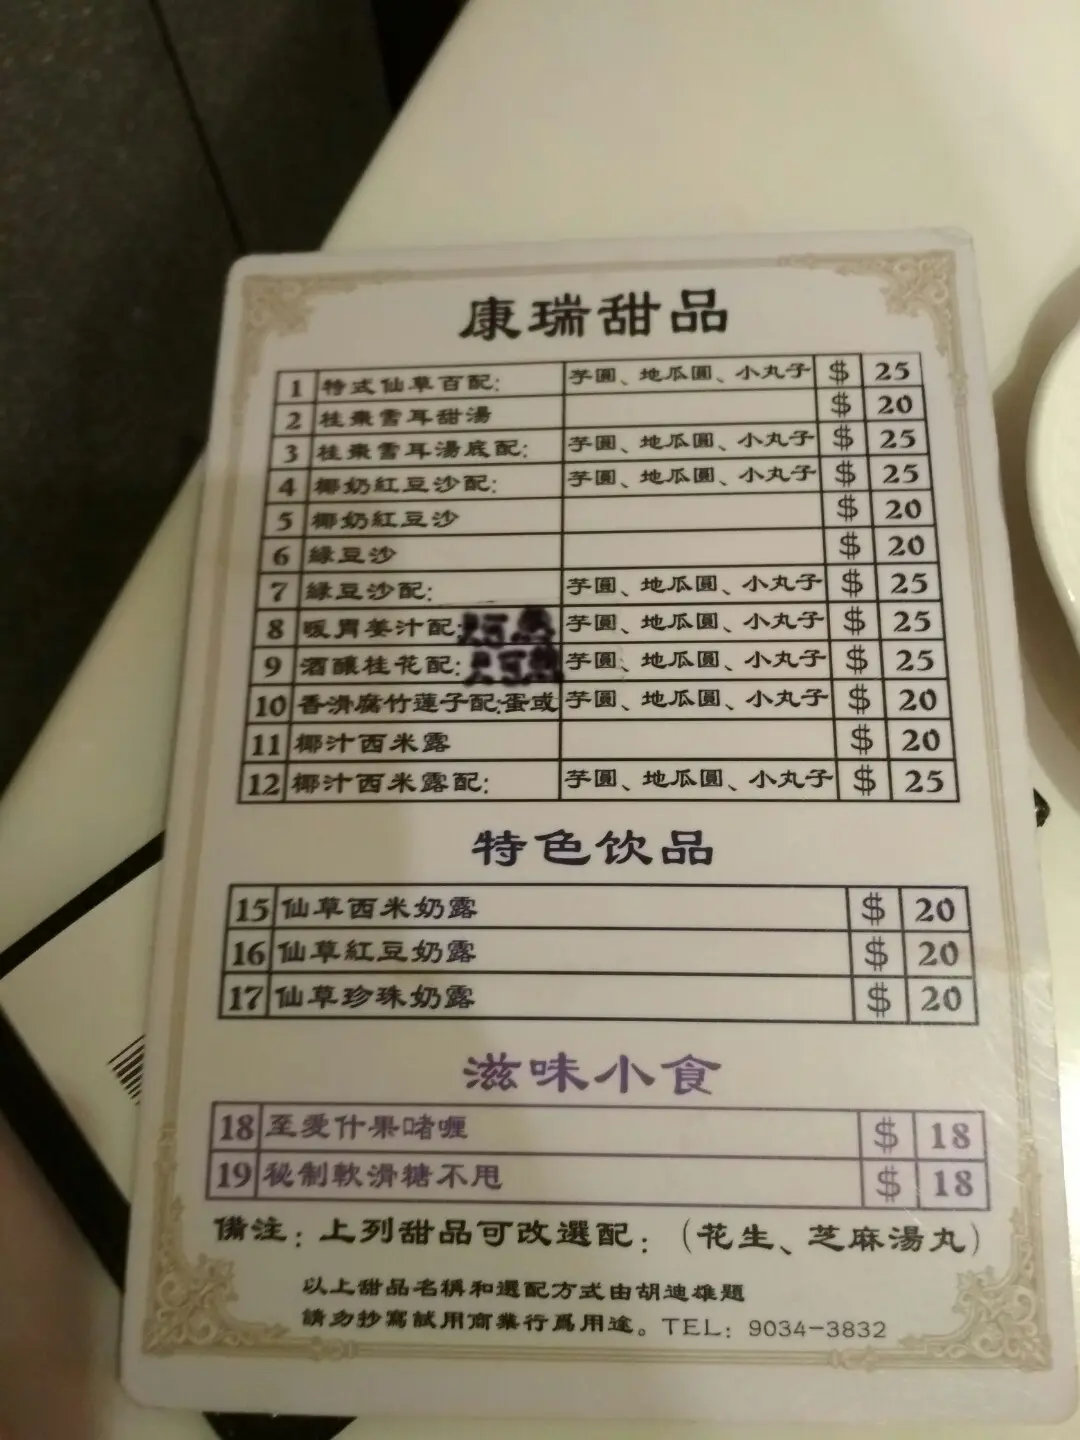 康瑞甜品
1 特式仙草百配: 芋圓、地瓜圓、小丸子 $ 25
2 桂棗雪耳甜湯 $ 20
3 桂棗雪耳湯底配: 芋圓、地瓜圓、小丸子 $ 25
4 椰奶紅豆沙配: 芋圓、地瓜圓、小丸子 $ 25
5 椰奶紅豆沙 $ 20
6 綠豆沙 $ 20
7 綠豆沙配: 芋圓、地瓜圓、小丸子 $ 25
8 暖胃姜汁配: 芋圓、地瓜圓、小丸子 $ 25
9 酒釀桂花配: 芋圓、地瓜圓、小丸子 $ 25
10 香滑腐竹蓮子配:蛋或 芋圓、地瓜圓、小丸子 $ 20
11 椰汁西米露 $ 20
12 椰汁西米露配: 芋圓、地瓜圓、小丸子 $ 25
特色饮品
15 仙草西米奶露 $ 20
16 仙草紅豆奶露 $ 20
17 仙草珍珠奶露 $ 20
滋味小食
18 至愛什果啫喱 $ 18
19 秘制軟滑糖不甩 $ 18
備注: 上列甜品可改選配: (花生、芝麻湯丸)
以上甜品名稱和選配方式由胡迪雄題
請勿抄寫試用商業行爲用途。TEL: 9034-3832